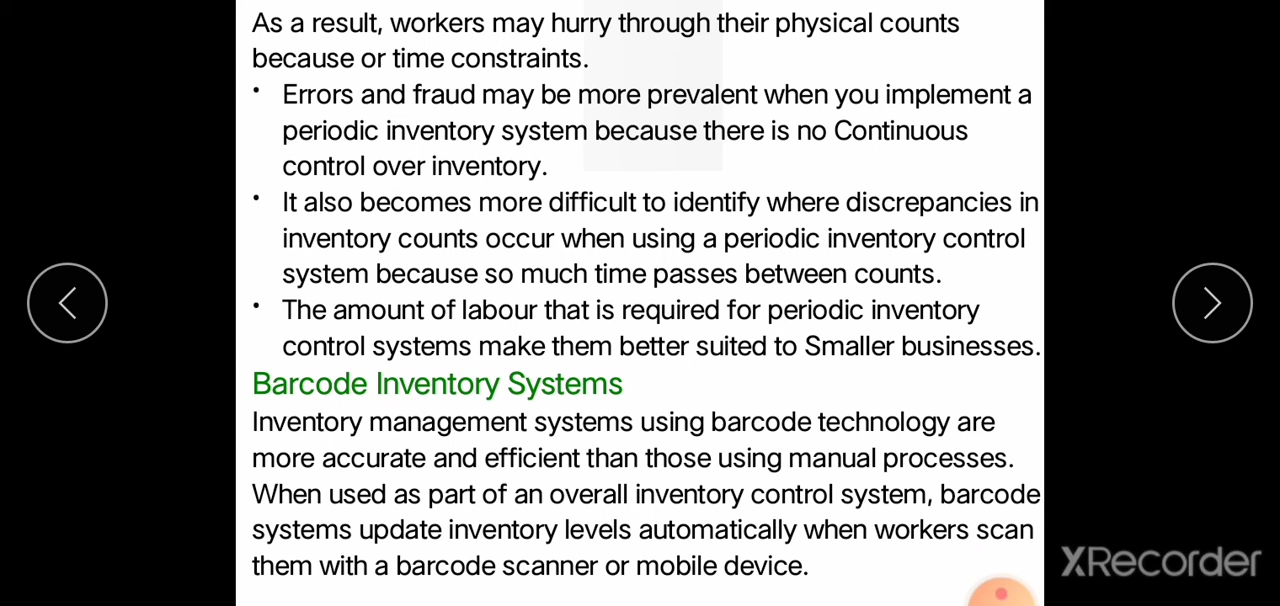 As a result, workers may hurry through their physical counts
because or time constraints.
• Errors and fraud may be more prevalent when you implement a
periodic inventory system because there is no Continuous
control over inventory.
• It also becomes more difficult to identify where discrepancies in
inventory counts occur when using a periodic inventory control
system because so much time passes between counts.
• The amount of labour that is required for periodic inventory
control systems make them better suited to Smaller businesses.
Barcode Inventory Systems
Inventory management systems using barcode technology are
more accurate and efficient than those using manual processes.
When used as part of an overall inventory control system, barcode
systems update inventory levels automatically when workers scan
them with a barcode scanner or mobile device.
XRecorder